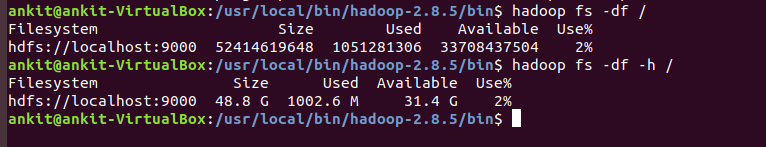 ankit@ankit-VirtualBox:/usr/local/bin/hadoop-2.8.5/bin$ hadoop fs -df /
Filesystem                    Size        Used    Available  Use%
hdfs://localhost:9000  52414619648  1051281306  33708437504    2%
ankit@ankit-VirtualBox:/usr/local/bin/hadoop-2.8.5/bin$ hadoop fs -df -h /
Filesystem               Size      Used  Available  Use%
hdfs://localhost:9000  48.8 G  1002.6 M     31.4 G    2%
ankit@ankit-VirtualBox:/usr/local/bin/hadoop-2.8.5/bin$